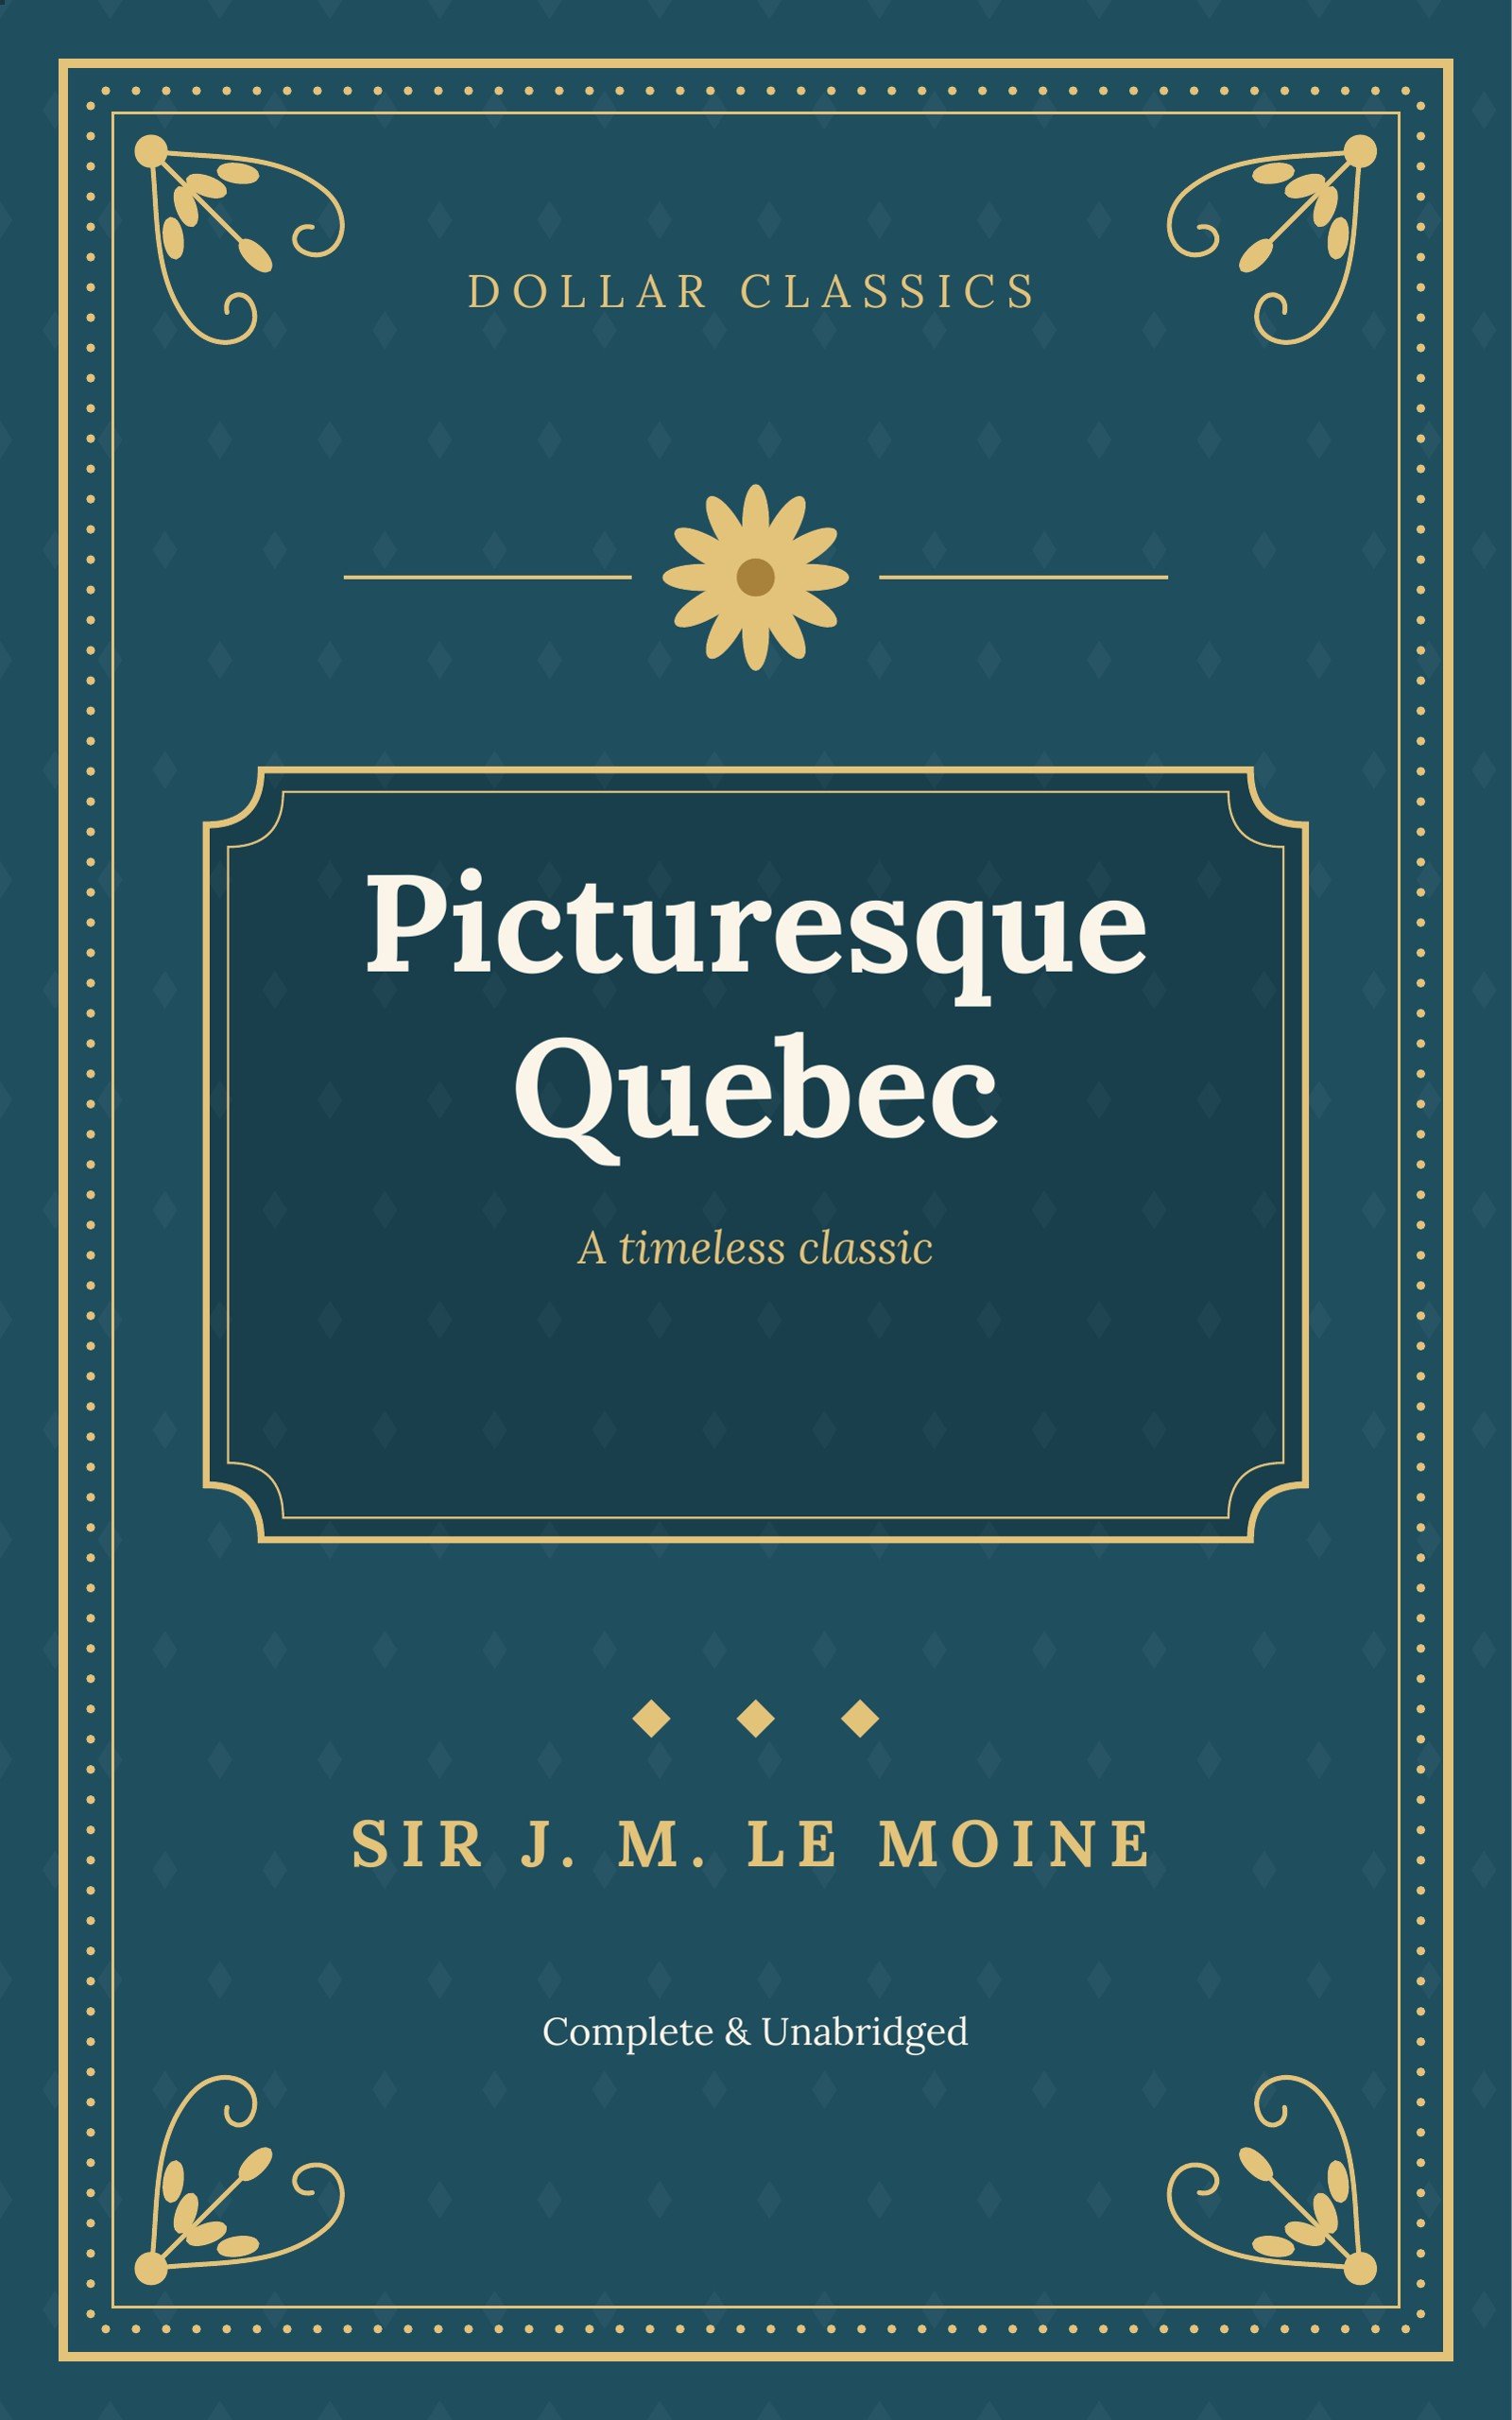 DOLLAR CLASSICS
Picturesque
Quebec
A timeless classic
SIR J. M. LE MOINE
Complete & Unabridged